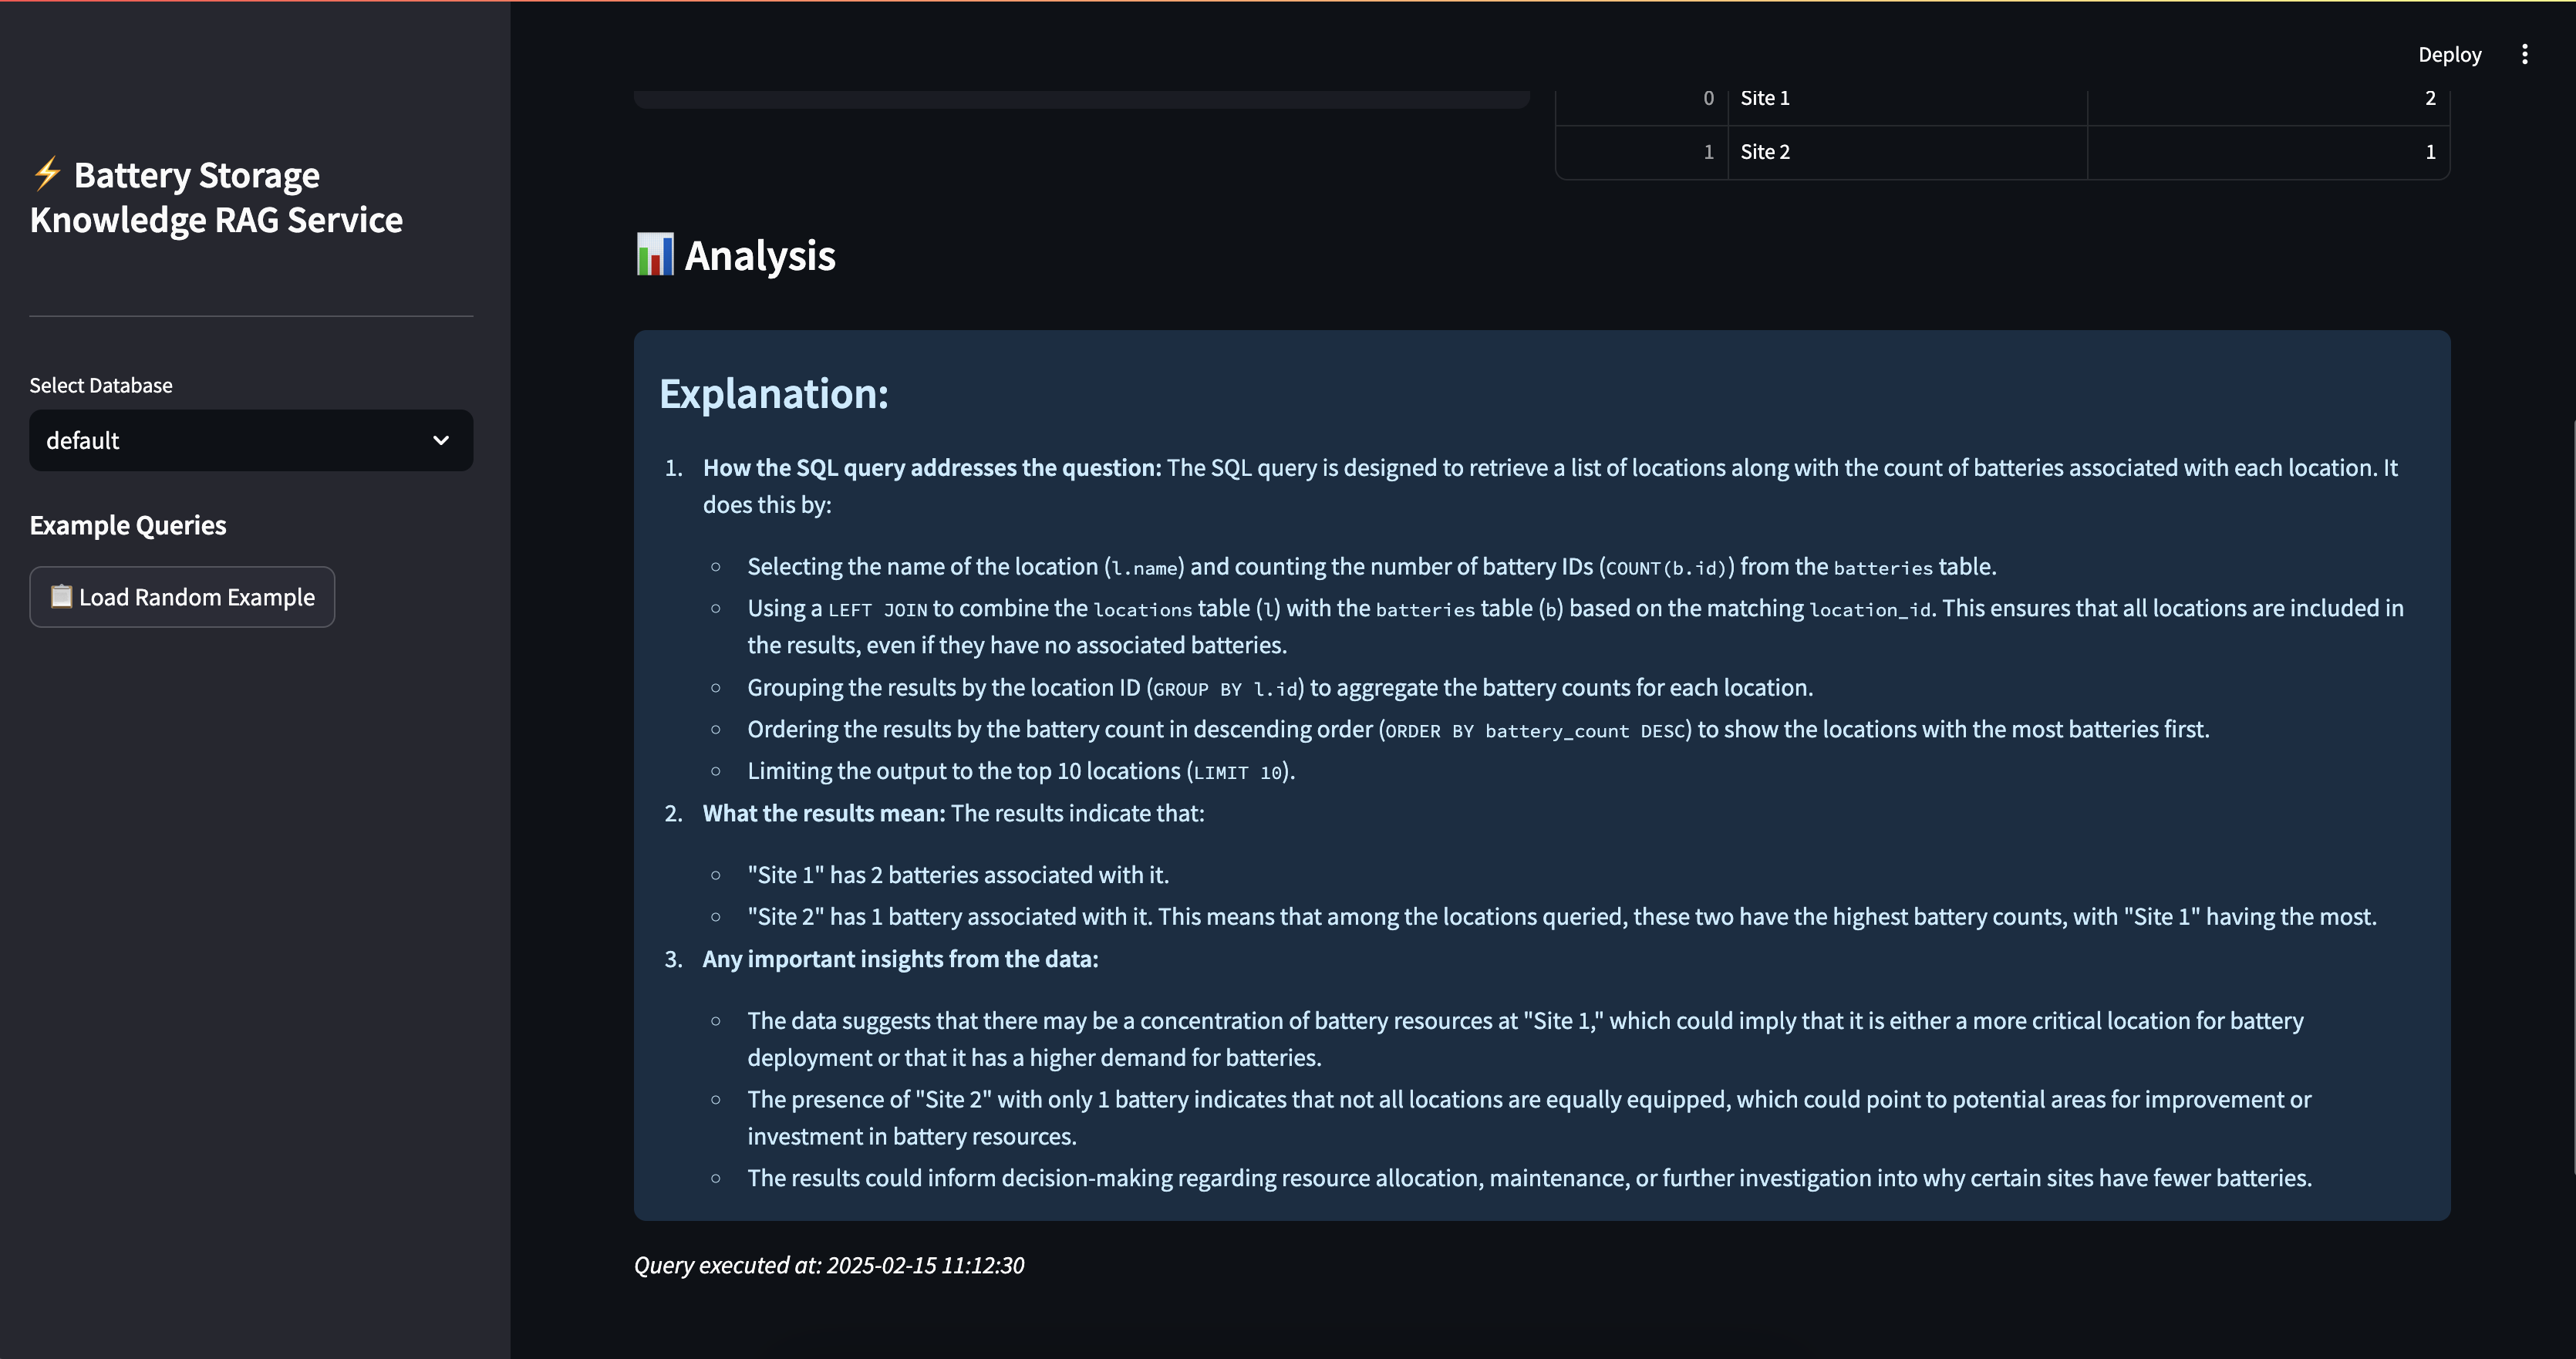 Deploy
⚡ Battery Storage
Knowledge RAG Service
Select Database
default
Example Queries
📋 Load Random Example
0 Site 1 2
1 Site 2 1
📊 Analysis
Explanation:
1. How the SQL query addresses the question: The SQL query is designed to retrieve a list of locations along with the count of batteries associated with each location. It
does this by:
○ Selecting the name of the location (l.name) and counting the number of battery IDs (COUNT(b.id)) from the batteries table.
○ Using a LEFT JOIN to combine the locations table (l) with the batteries table (b) based on the matching location_id. This ensures that all locations are included in
the results, even if they have no associated batteries.
○ Grouping the results by the location ID (GROUP BY l.id) to aggregate the battery counts for each location.
○ Ordering the results by the battery count in descending order (ORDER BY battery_count DESC) to show the locations with the most batteries first.
○ Limiting the output to the top 10 locations (LIMIT 10).
2. What the results mean: The results indicate that:
○ "Site 1" has 2 batteries associated with it.
○ "Site 2" has 1 battery associated with it. This means that among the locations queried, these two have the highest battery counts, with "Site 1" having the most.
3. Any important insights from the data:
○ The data suggests that there may be a concentration of battery resources at "Site 1," which could imply that it is either a more critical location for battery
deployment or that it has a higher demand for batteries.
○ The presence of "Site 2" with only 1 battery indicates that not all locations are equally equipped, which could point to potential areas for improvement or
investment in battery resources.
○ The results could inform decision-making regarding resource allocation, maintenance, or further investigation into why certain sites have fewer batteries.
Query executed at: 2025-02-15 11:12:30